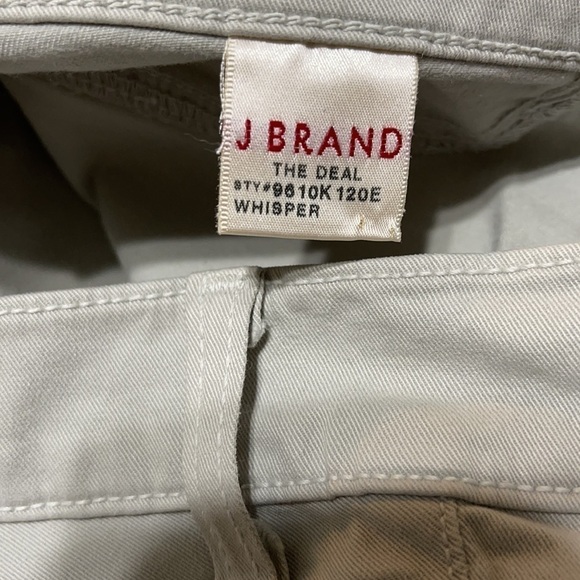 J BRAND
THE DEAL
STY#9610K120E
WHISPER